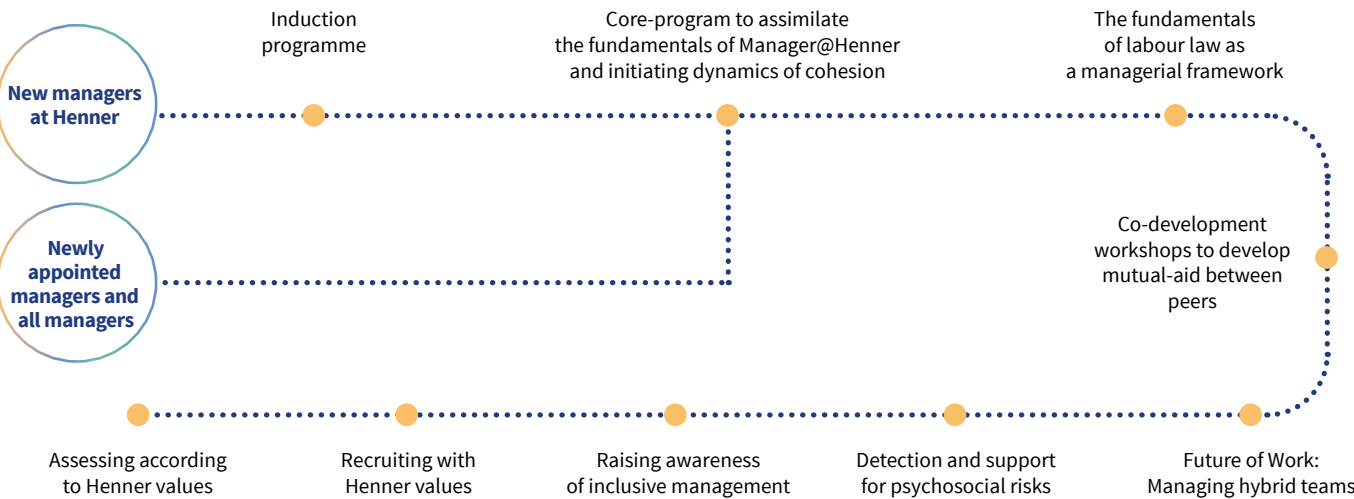 New managers
at Henner
Induction
programme
Core-program to assimilate
the fundamentals of Manager@Henner
and initiating dynamics of cohesion
The fundamentals
of labour law as
a managerial framework
Newly
appointed
managers and
all managers
Co-development
workshops to develop
mutual-aid between
peers
Assessing according
to Henner values
Recruiting with
Henner values
Raising awareness
of inclusive management
Detection and support
for psychosocial risks
Future of Work:
Managing hybrid teams